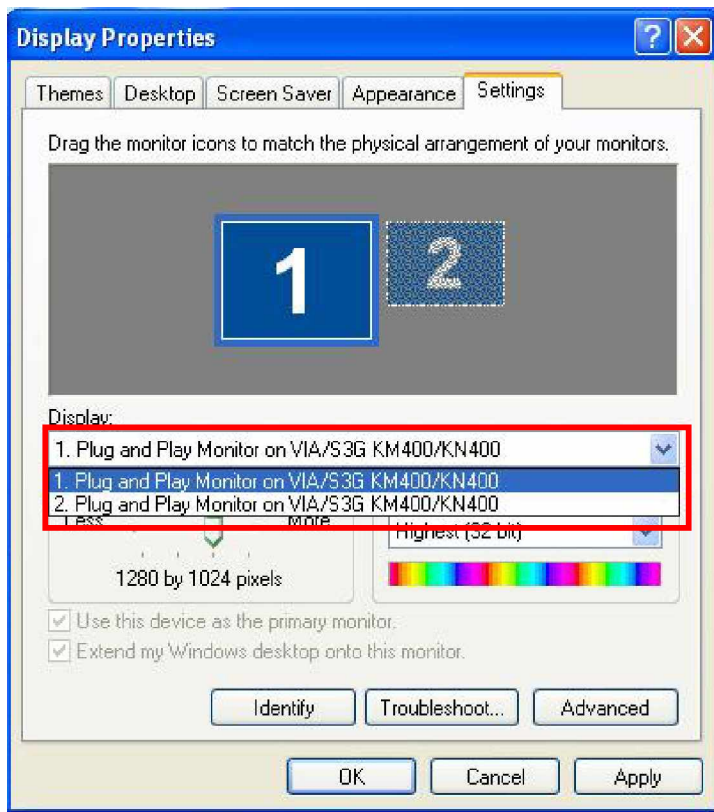 Display Properties
Themes Desktop Screen Saver Appearance Settings
Drag the monitor icons to match the physical arrangement of your monitors.
1 2
Display:
1. Plug and Play Monitor on VIA/S3G KM400/KN400
1. Plug and Play Monitor on VIA/S3G KM400/KN400
2. Plug and Play Monitor on VIA/S3G KM400/KN400
Less More Highest (32 bit)
1280 by 1024 pixels
Use this device as the primary monitor.
Extend my Windows desktop onto this monitor.
Identify Troubleshoot... Advanced
OK Cancel Apply